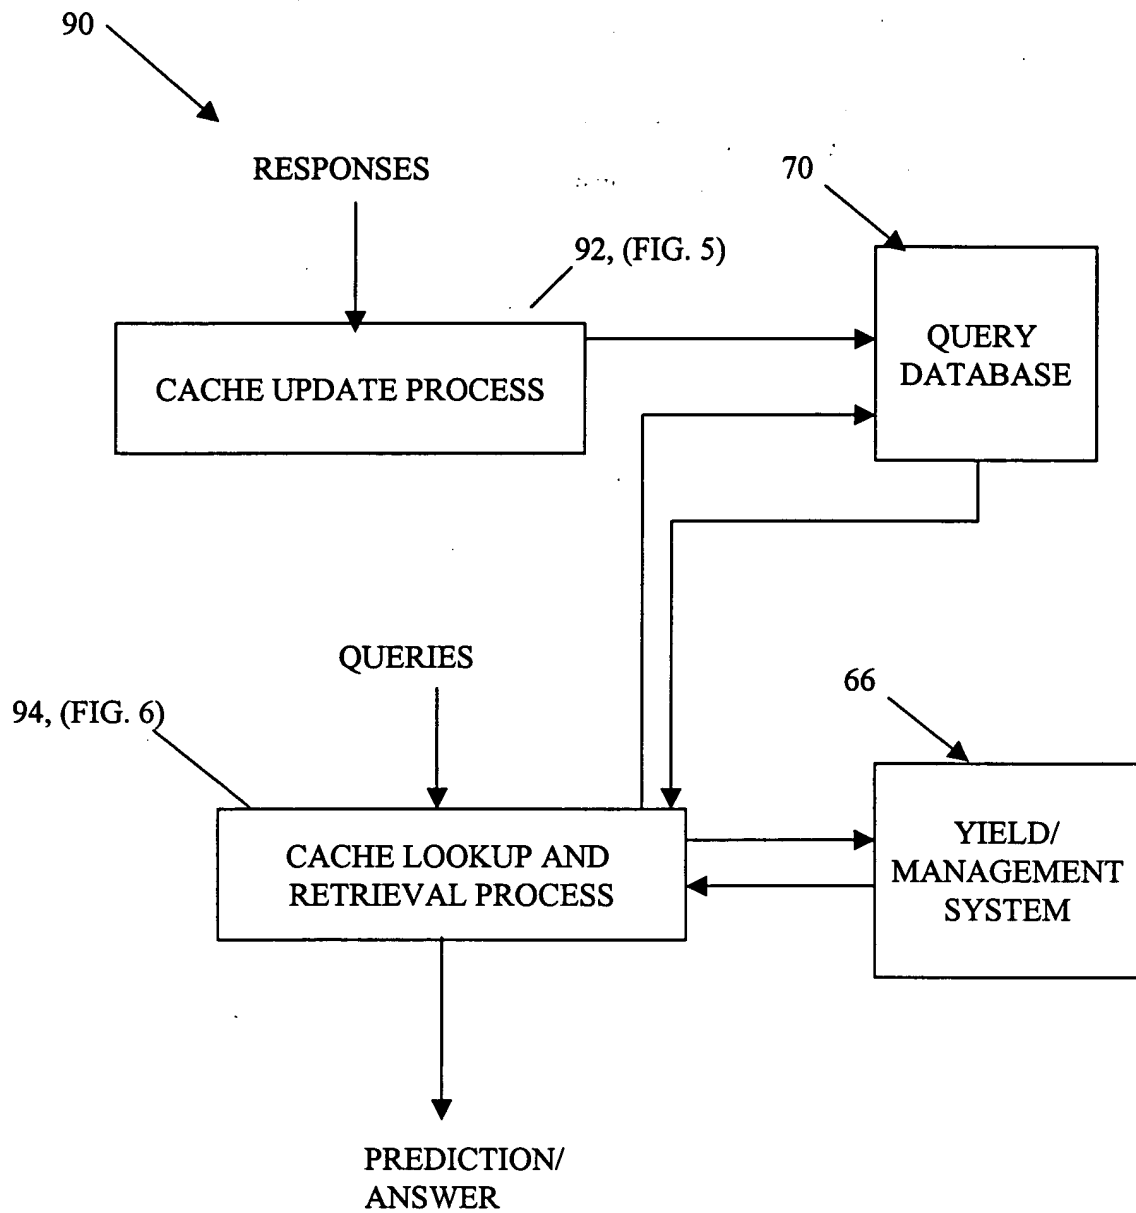 90
RESPONSES
70
92, (FIG. 5)
QUERY
DATABASE
CACHE UPDATE PROCESS
QUERIES
66
94, (FIG. 6)
YIELD/
MANAGEMENT
SYSTEM
CACHE LOOKUP AND
RETRIEVAL PROCESS
PREDICTION/
ANSWER